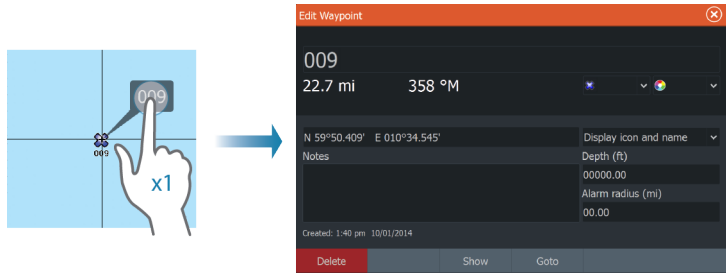 009
009
x1
Edit Waypoint
009
22.7 mi 358 °M
N 59°50.409' E 010°34.545' Display icon and name
Notes
Depth (ft)
00000.00
Alarm radius (mi)
00.00
Created: 1:40 pm 10/01/2014
Delete Show Goto